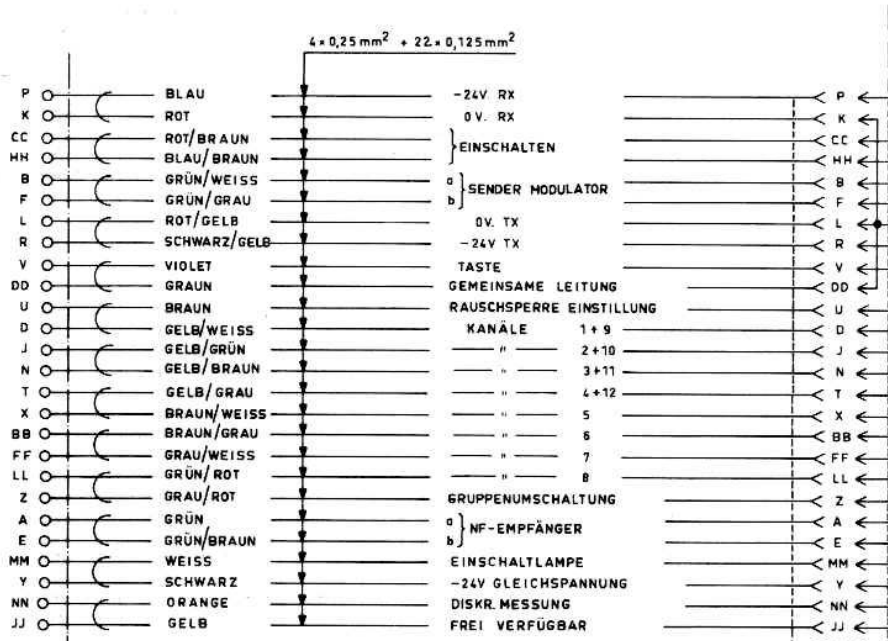 4×0,25mm² + 22×0,125mm²
P BLAU -24V. RX P
K ROT 0V. RX K
CC ROT/BRAUN EINSCHALTEN CC
HH BLAU/BRAUN HH
B GRÜN/WEISS a SENDER MODULATOR B
F GRÜN/GRAU b F
L ROT/GELB 0V. TX L
R SCHWARZ/GELB -24V TX R
V VIOLET TASTE V
DD GRAUN GEMEINSAME LEITUNG DD
U BRAUN RAUSCHSPERRE EINSTILLUNG U
D GELB/WEISS KANÄLE 1+9 D
J GELB/GRÜN " 2+10 J
N GELB/BRAUN " 3+11 N
T GELB/GRAU " 4+12 T
X BRAUN/WEISS " 5 X
BB BRAUN/GRAU " 6 BB
FF GRAU/WEISS " 7 FF
LL GRÜN/ROT " 8 LL
Z GRAU/ROT GRUPPENUMSCHALTUNG Z
A GRÜN a NF-EMPFÄNGER A
E GRÜN/BRAUN b E
MM WEISS EINSCHALTLAMPE MM
Y SCHWARZ -24V GLEICHSPANNUNG Y
NN ORANGE DISKR. MESSUNG NN
JJ GELB FREI VERFÜGBAR JJ